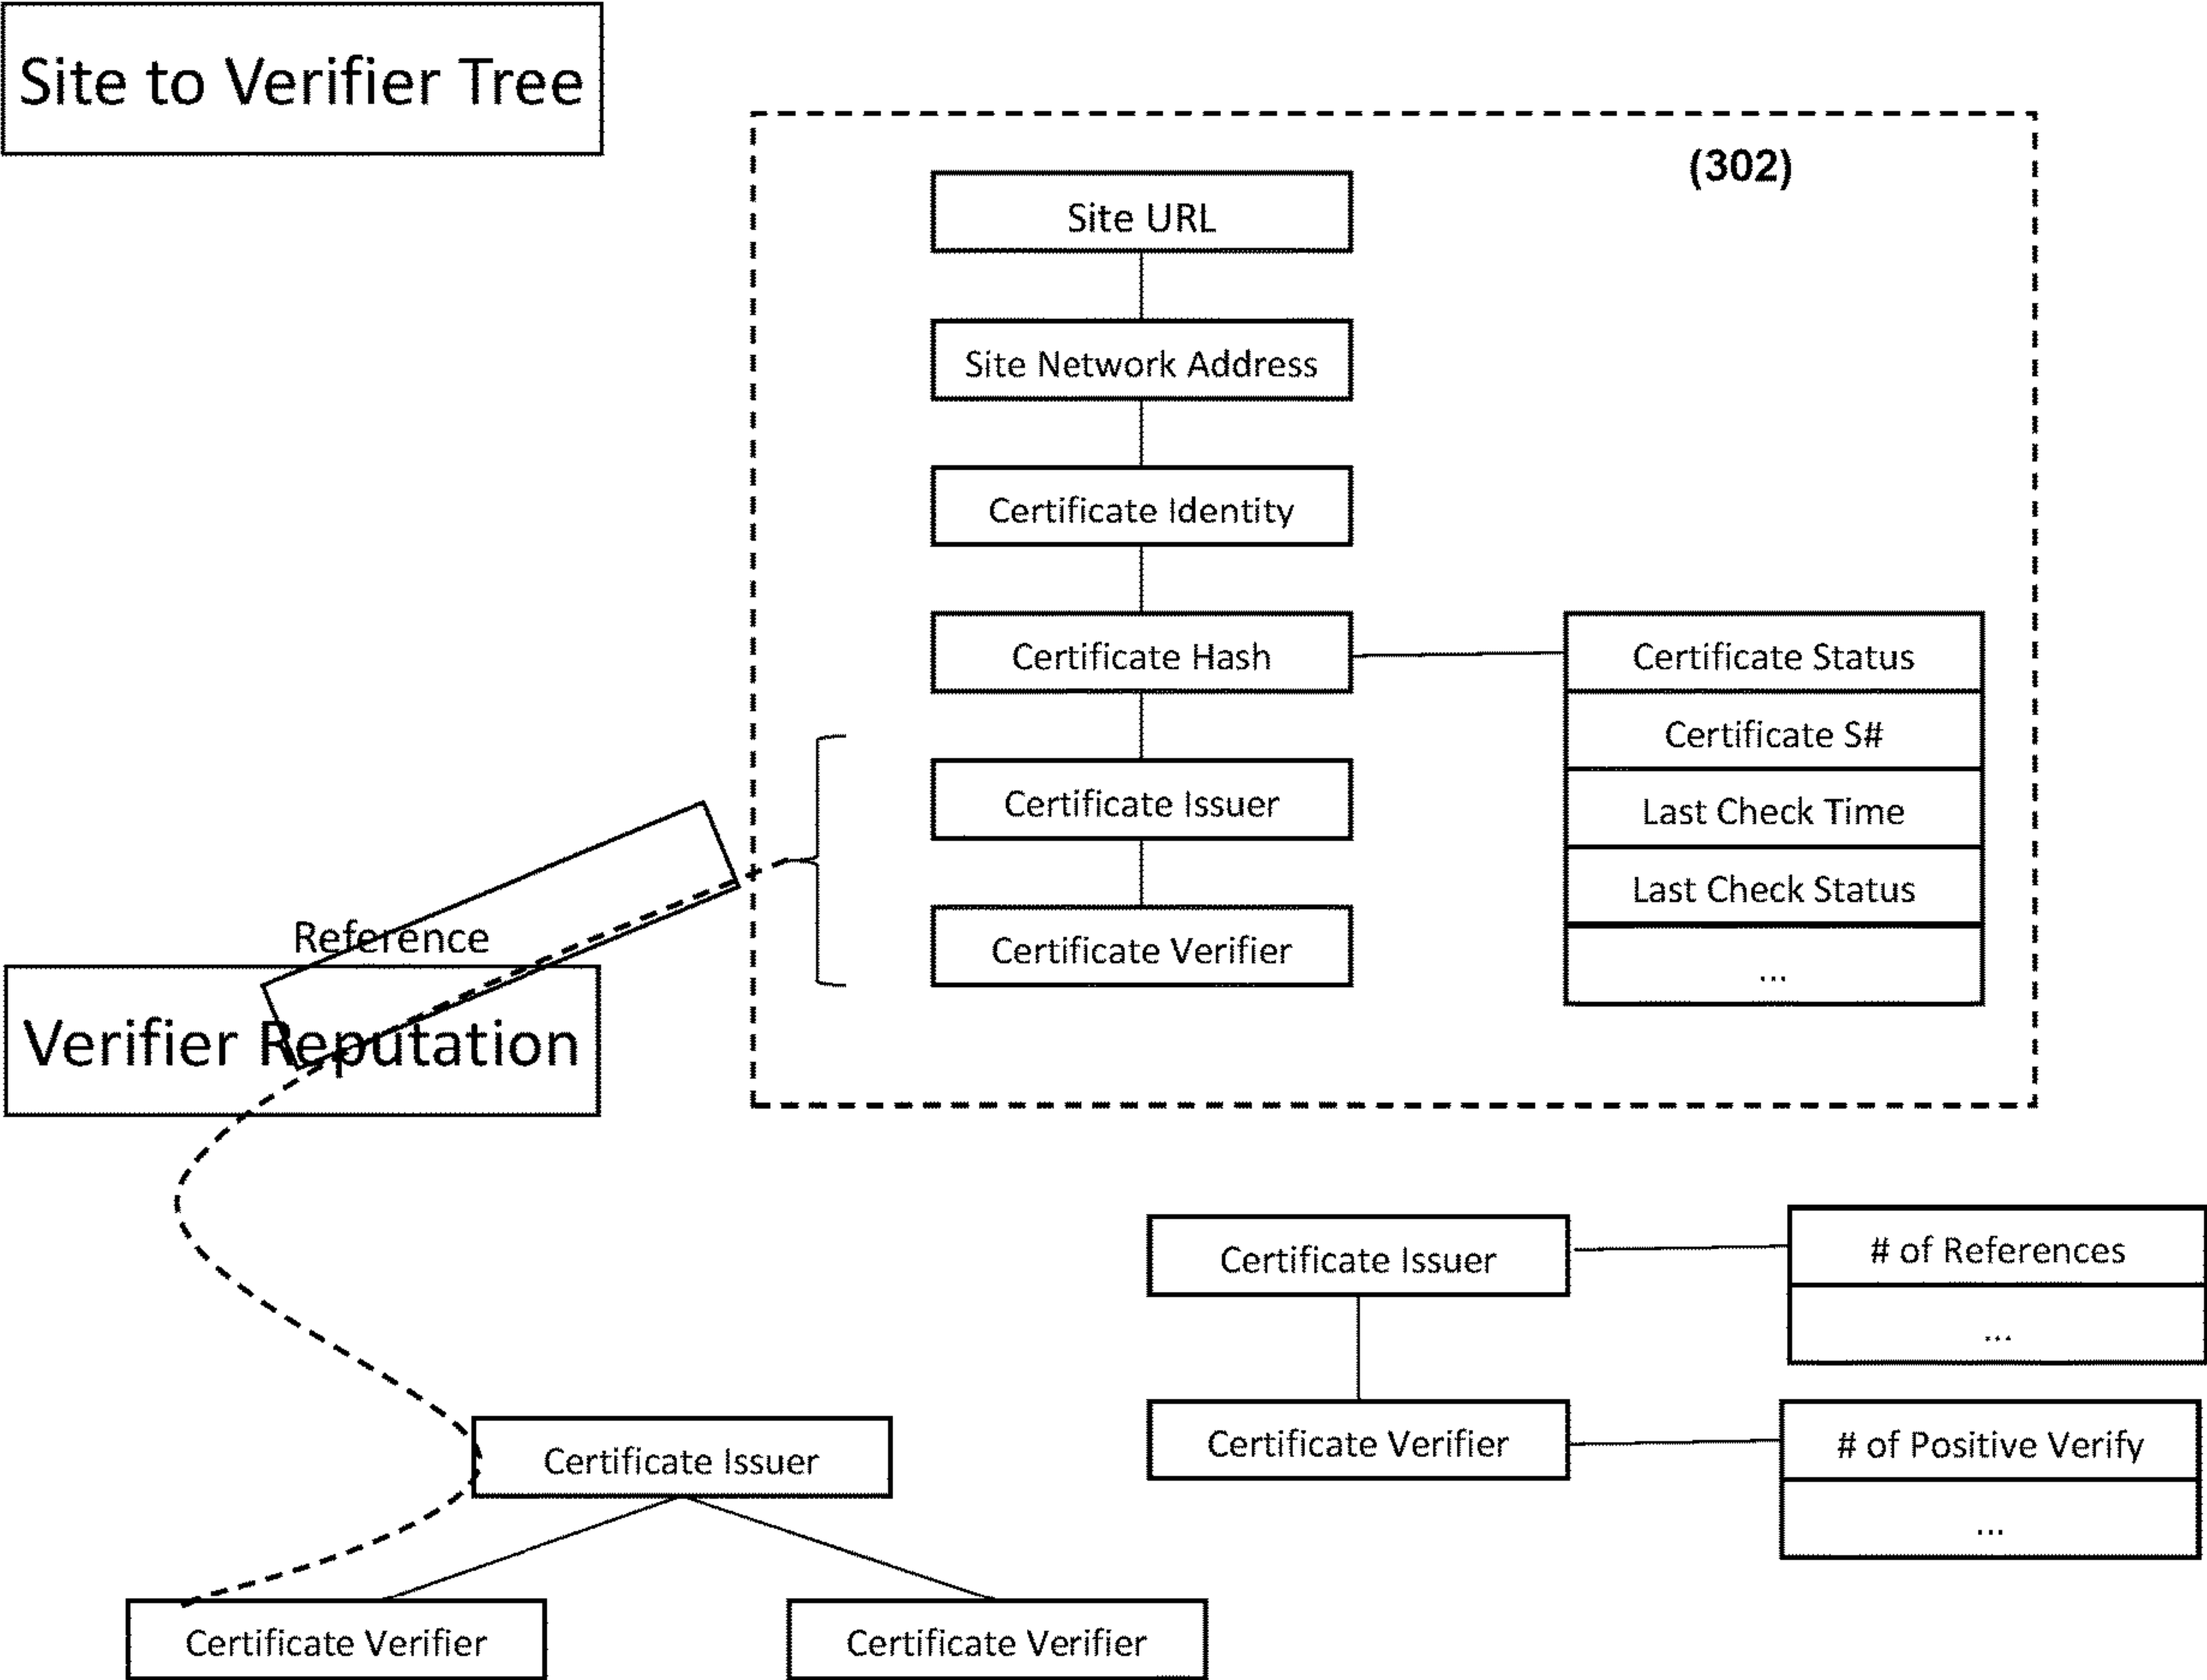 Site to Verifier Tree
(302)
Site URL
Site Network Address
Certificate Identity
Certificate Hash
Certificate Status
Certificate S#
Certificate Issuer
Last Check Time
Last Check Status
Certificate Verifier
...
Reference
Verifier Reputation
Certificate Issuer
# of References
...
Certificate Verifier
# of Positive Verify
...
Certificate Issuer
Certificate Verifier
Certificate Verifier